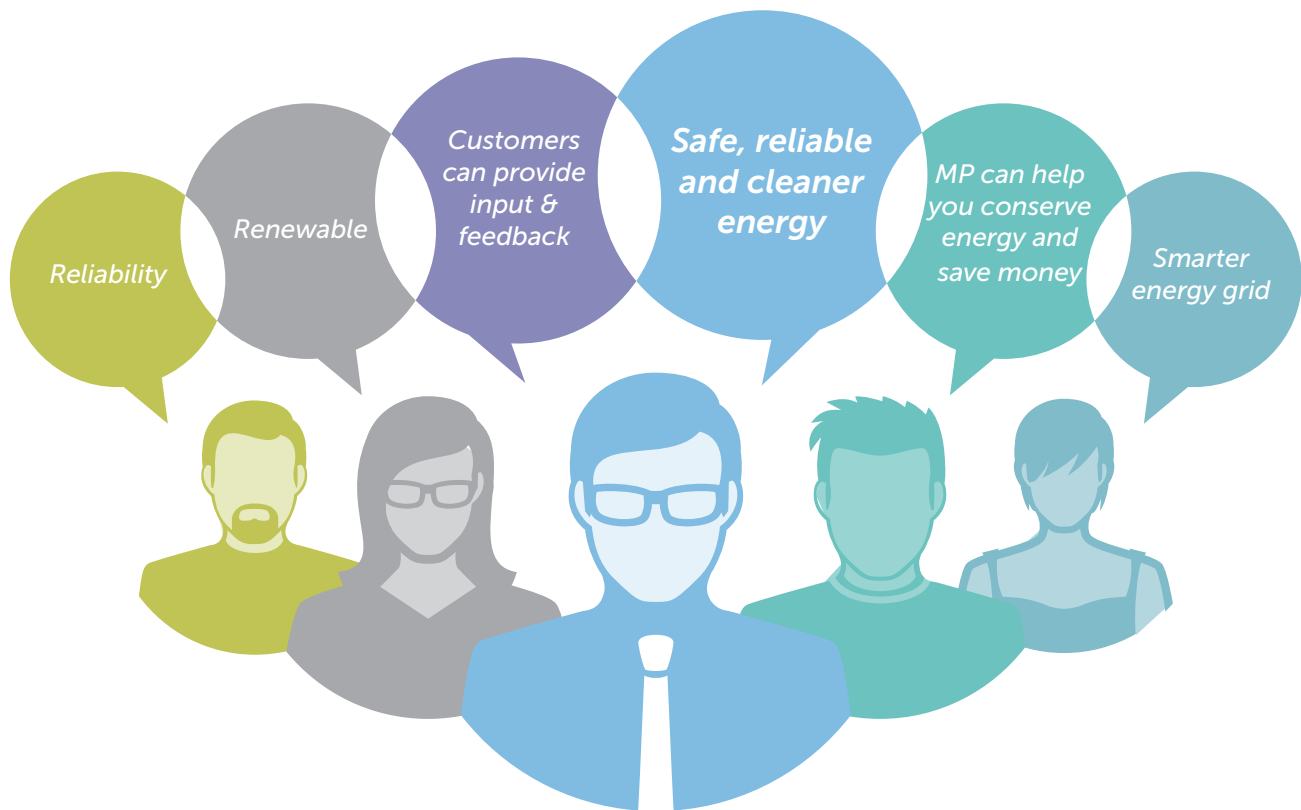 Reliability
Renewable
Customers
can provide
input &
feedback
Safe, reliable
and cleaner
energy
MP can help
you conserve
energy and
save money
Smarter
energy grid